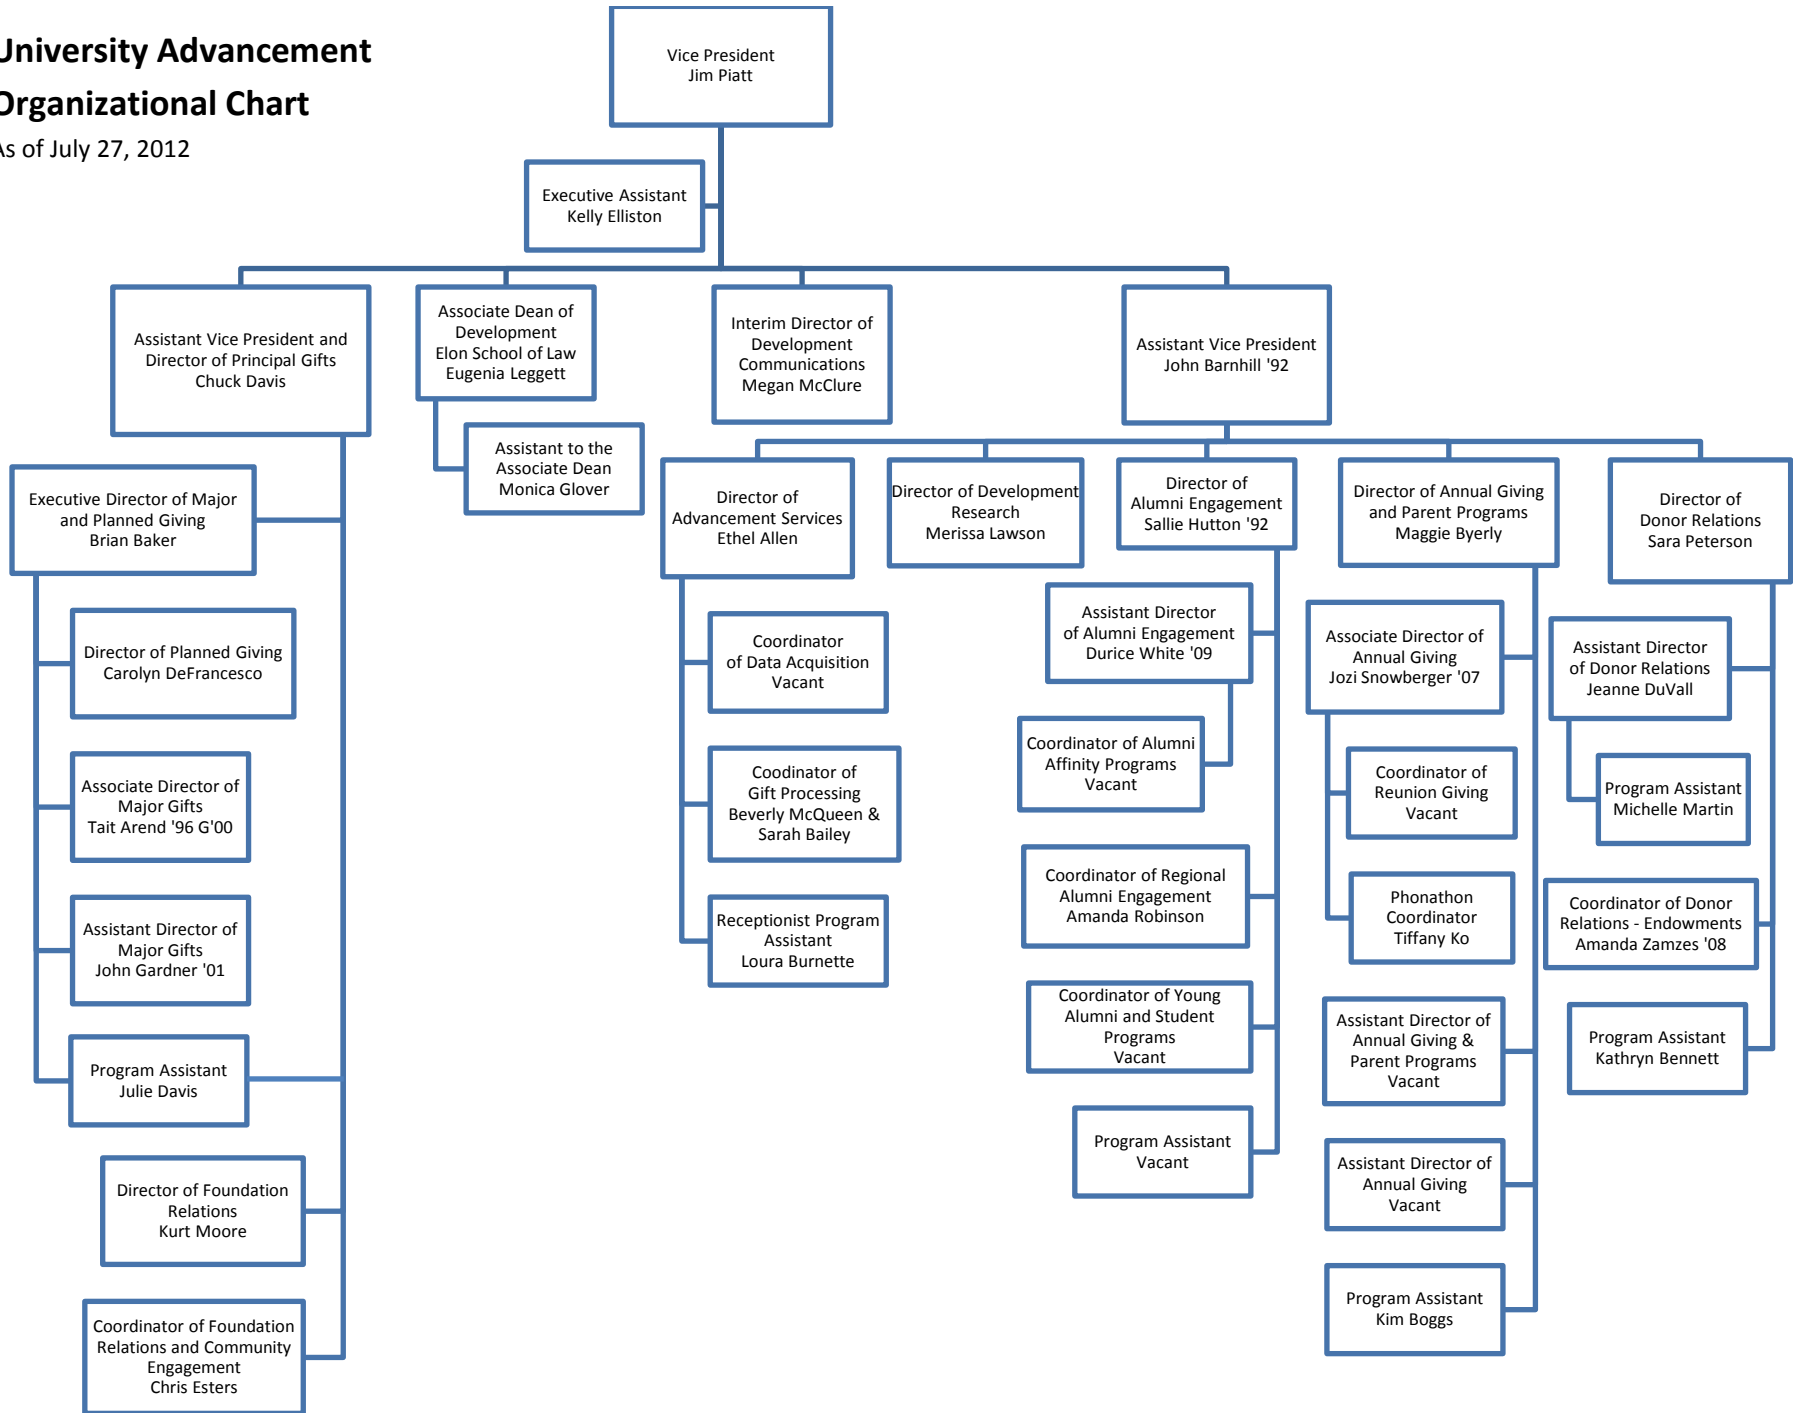 University Advancement
Organizational Chart
As of July 27, 2012
Vice President
Jim Piatt
Executive Assistant
Kelly Elliston
Assistant Vice President and
Director of Principal Gifts
Chuck Davis
Associate Dean of
Development
Elon School of Law
Eugenia Leggett
Interim Director of
Development
Communications
Megan McClure
Assistant Vice President
John Barnhill '92
Assistant to the
Associate Dean
Monica Glover
Executive Director of Major
and Planned Giving
Brian Baker
Director of Planned Giving
Carolyn DeFrancesco
Associate Director of
Major Gifts
Tait Arend '96 G'00
Assistant Director of
Major Gifts
John Gardner '01
Program Assistant
Julie Davis
Director of Foundation
Relations
Kurt Moore
Coordinator of Foundation
Relations and Community
Engagement
Chris Esters
Director of
Advancement Services
Ethel Allen
Coordinator
of Data Acquisition
Vacant
Coodinator of
Gift Processing
Beverly McQueen &
Sarah Bailey
Receptionist Program
Assistant
Loura Burnette
Director of Development
Research
Merissa Lawson
Director of
Alumni Engagement
Sallie Hutton '92
Assistant Director
of Alumni Engagement
Durice White '09
Coordinator of Alumni
Affinity Programs
Vacant
Coordinator of Regional
Alumni Engagement
Amanda Robinson
Coordinator of Young
Alumni and Student
Programs
Vacant
Program Assistant
Vacant
Director of Annual Giving
and Parent Programs
Maggie Byerly
Associate Director of
Annual Giving
Jozi Snowberger '07
Coordinator of
Reunion Giving
Vacant
Phonathon
Coordinator
Tiffany Ko
Assistant Director of
Annual Giving &
Parent Programs
Vacant
Assistant Director of
Annual Giving
Vacant
Program Assistant
Kim Boggs
Director of
Donor Relations
Sara Peterson
Assistant Director
of Donor Relations
Jeanne DuVall
Program Assistant
Michelle Martin
Coordinator of Donor
Relations - Endowments
Amanda Zamzes '08
Program Assistant
Kathryn Bennett